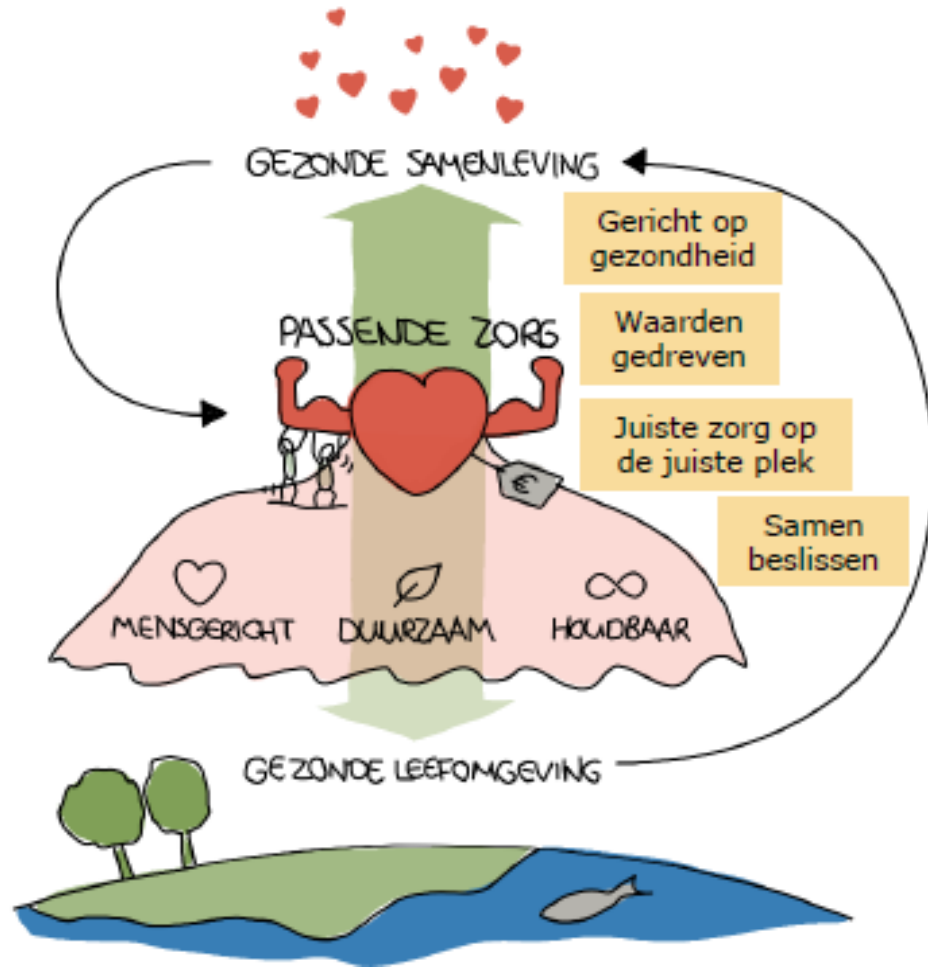 GEZONDE SAMENLEVING
Gericht op
gezondheid
PASSENDE ZORG
Waarden
gedreven
Juiste zorg op
de juiste plek
€
Samen
beslissen
MENSGERICHT
DUURZAAM
HOUDBAAR
GEZONDE LEEFOMGEVING